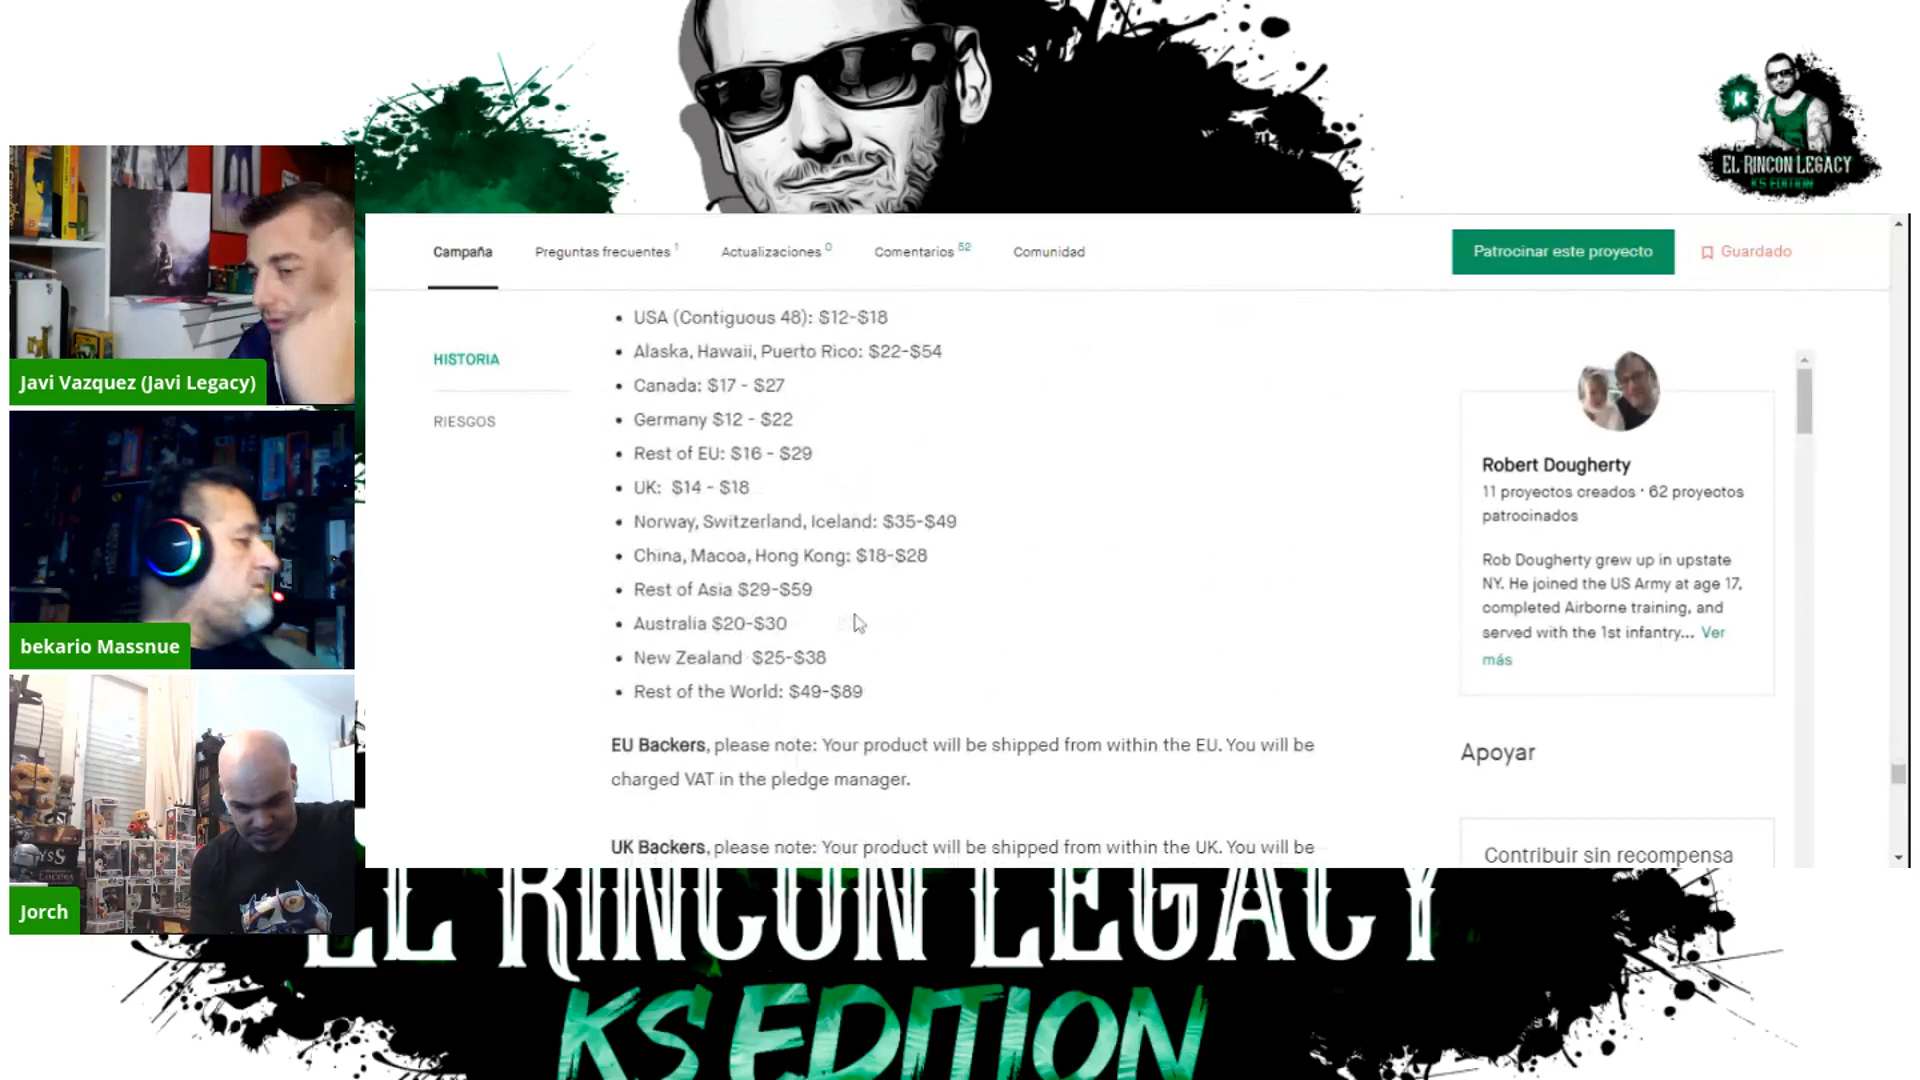 K
EL RINCON LEGACY
KS EDITION
Javi Vazquez (Javi Legacy)
bekario Massnue
Jorch
Campaña
Preguntas frecuentes 1
Actualizaciones 0
Comentarios 52
Comunidad
Patrocinar este proyecto
Guardado
HISTORIA
RIESGOS
• USA (Contiguous 48): $12-$18
• Alaska, Hawaii, Puerto Rico: $22-$54
• Canada: $17 - $27
• Germany $12 - $22
• Rest of EU: $16 - $29
• UK: $14 - $18
• Norway, Switzerland, Iceland: $35-$49
• China, Macoa, Hong Kong: $18-$28
• Rest of Asia $29-$59
• Australia $20-$30
• New Zealand $25-$38
• Rest of the World: $49-$89
EU Backers, please note: Your product will be shipped from within the EU. You will be
charged VAT in the pledge manager.
UK Backers, please note: Your product will be shipped from within the UK. You will be
Robert Dougherty
11 proyectos creados · 62 proyectos
patrocinados
Rob Dougherty grew up in upstate
NY. He joined the US Army at age 17,
completed Airborne training, and
served with the 1st infantry... Ver
más
Apoyar
Contribuir sin recompensa
EL RINCON LEGACY
KS EDITION